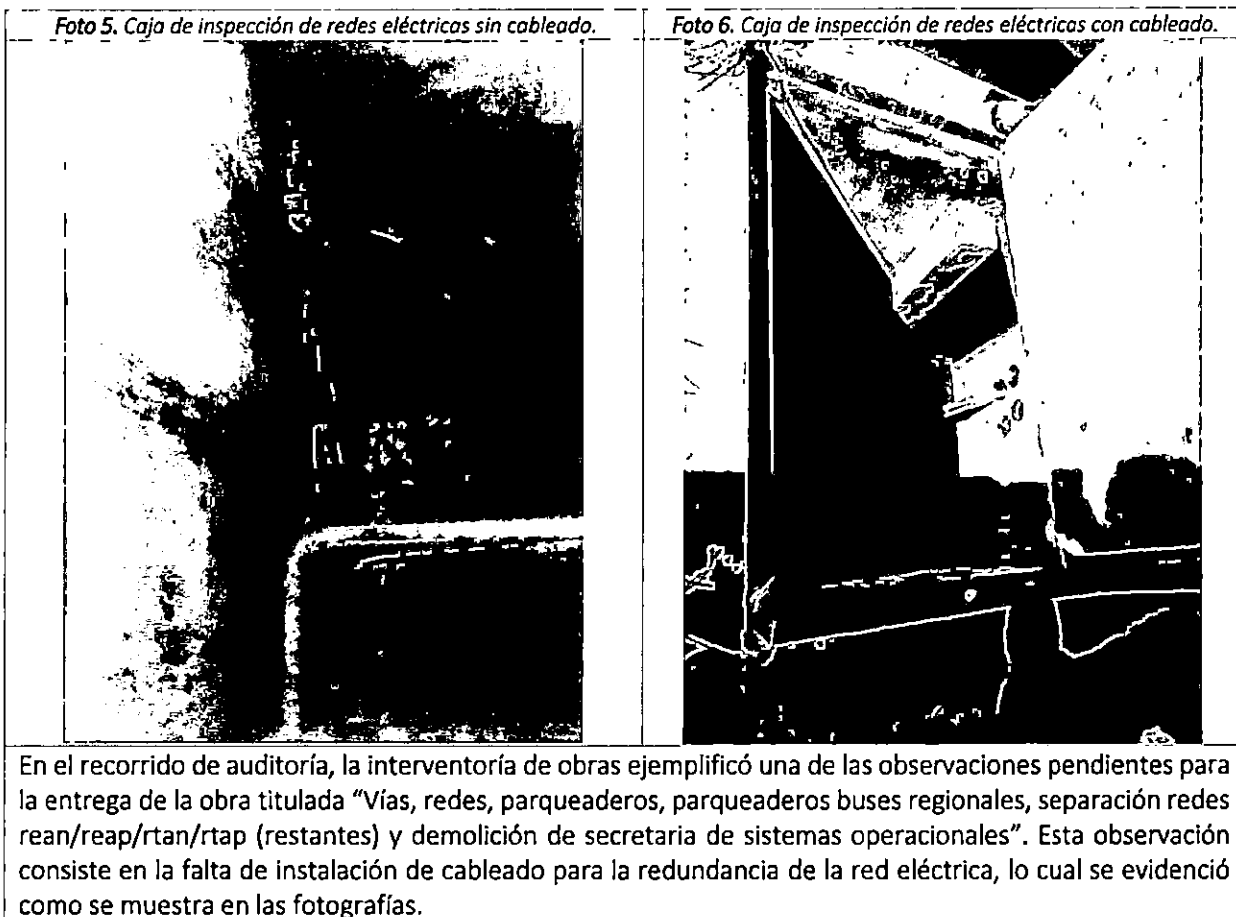 Foto 5. Caja de inspección de redes eléctricas sin cableado.
Foto 6. Caja de inspección de redes eléctricas con cableado.
En el recorrido de auditoría, la interventoría de obras ejemplificó una de las observaciones pendientes para
la entrega de la obra titulada “Vías, redes, parqueaderos, parqueaderos buses regionales, separación redes
rean/reap/rtan/rtap (restantes) y demolición de secretaria de sistemas operacionales”. Esta observación
consiste en la falta de instalación de cableado para la redundancia de la red eléctrica, lo cual se evidenció
como se muestra en las fotografías.